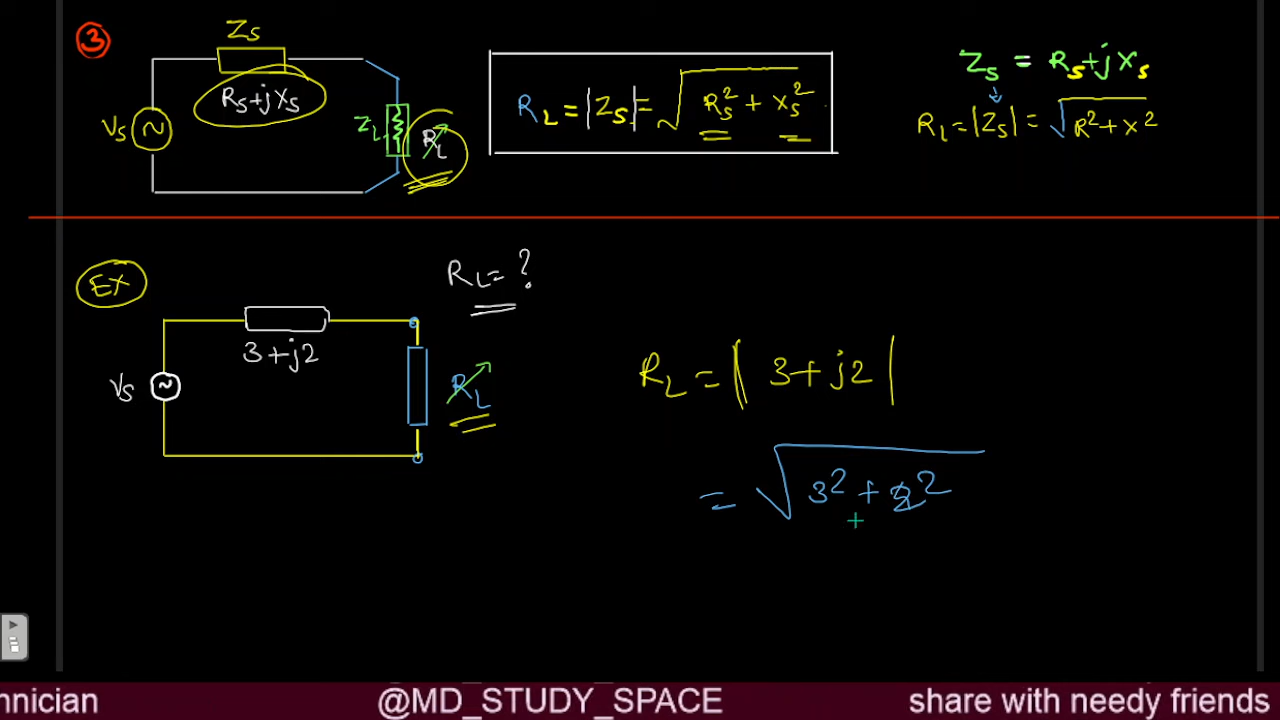 ③
Zs
Rs+jXs
Vs
ZL
RL
RL = |Zs| = √(Rs² + Xs²)
Zs = Rs+jXs
RL = |Zs| = √(R²+X²)
EX
RL = ?
3+j2
Vs
RL
RL = | 3+j2 |
= √(3² + 2²)
+
hnician
@MD_STUDY_SPACE
share with needy friends